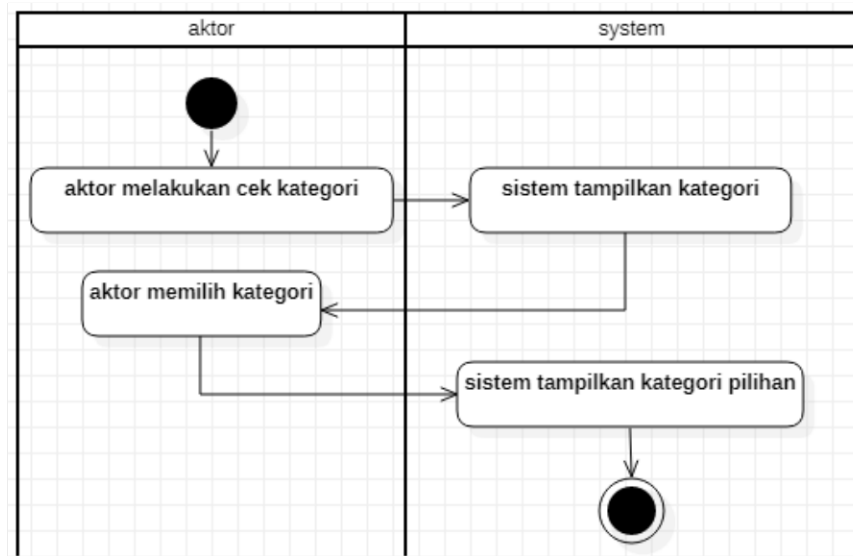 aktor
system
aktor melakukan cek kategori
sistem tampilkan kategori
aktor memilih kategori
sistem tampilkan kategori pilihan